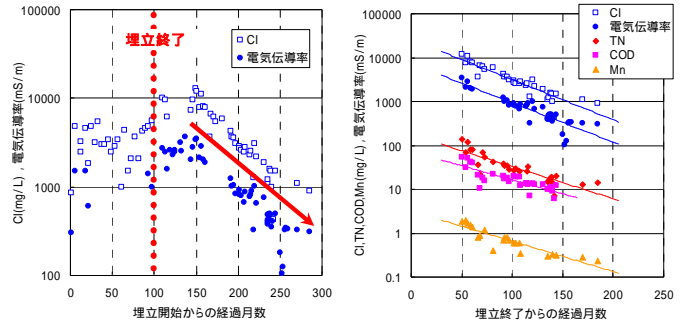 Cl(mg/L) , 電気伝導率(mS/m)
100000
10000
1000
100
埋立終了
Cl
電気伝導率
0 50 100 150 200 250 300
埋立開始からの経過月数
Cl,TN,COD,Mn(mg/L), 電気伝導率(mS/m)
100000
10000
1000
100
10
1
0.1
Cl
電気伝導率
TN
COD
Mn
0 50 100 150 200 250
埋立終了からの経過月数